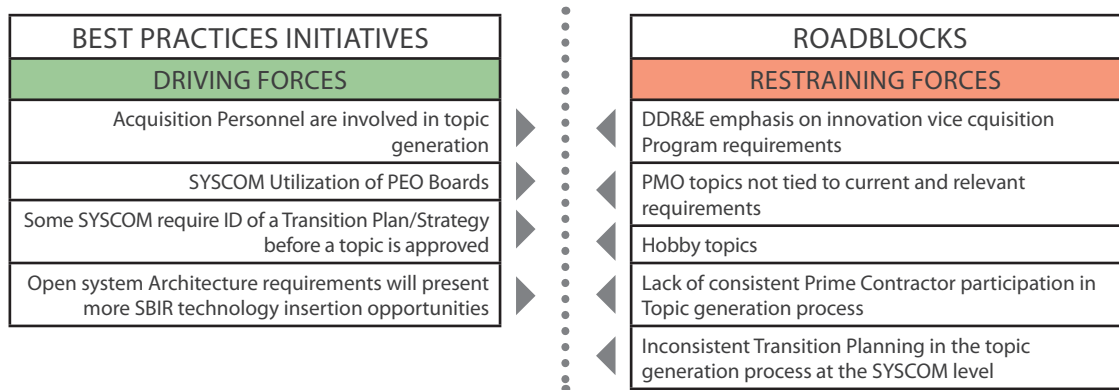 BEST PRACTICES INITIATIVES
DRIVING FORCES
Acquisition Personnel are involved in topic
generation
SYSCOM Utilization of PEO Boards
Some SYSCOM require ID of a Transition Plan/Strategy
before a topic is approved
Open system Architecture requirements will present
more SBIR technology insertion opportunities
ROADBLOCKS
RESTRAINING FORCES
DDR&E emphasis on innovation vice cquisition
Program requirements
PMO topics not tied to current and relevant
requirements
Hobby topics
Lack of consistent Prime Contractor participation in
Topic generation process
Inconsistent Transition Planning in the topic
generation process at the SYSCOM level